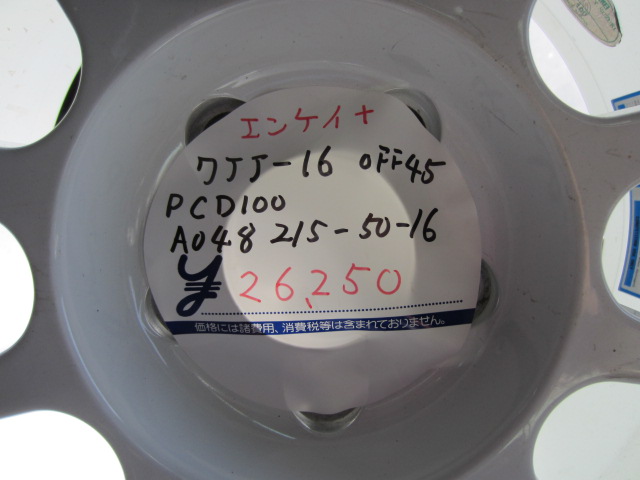 エンケイ+
7JJ-16 OFF45
PCD100
A048 215-50-16
¥26,250
価格には諸費用、消費税等は含まれておりません。